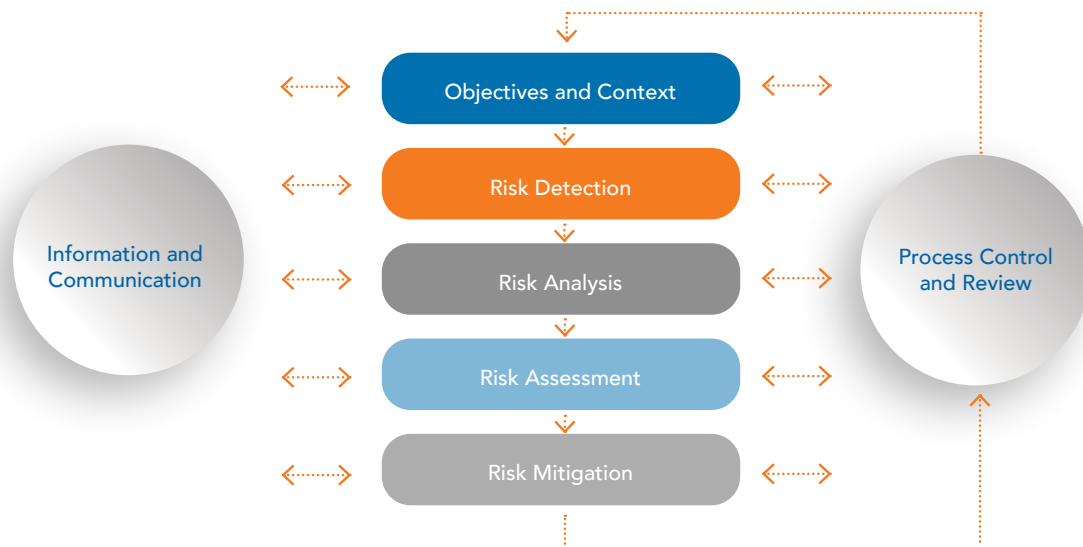 Objectives and Context
Risk Detection
Information and
Communication
Process Control
and Review
Risk Analysis
Risk Assessment
Risk Mitigation